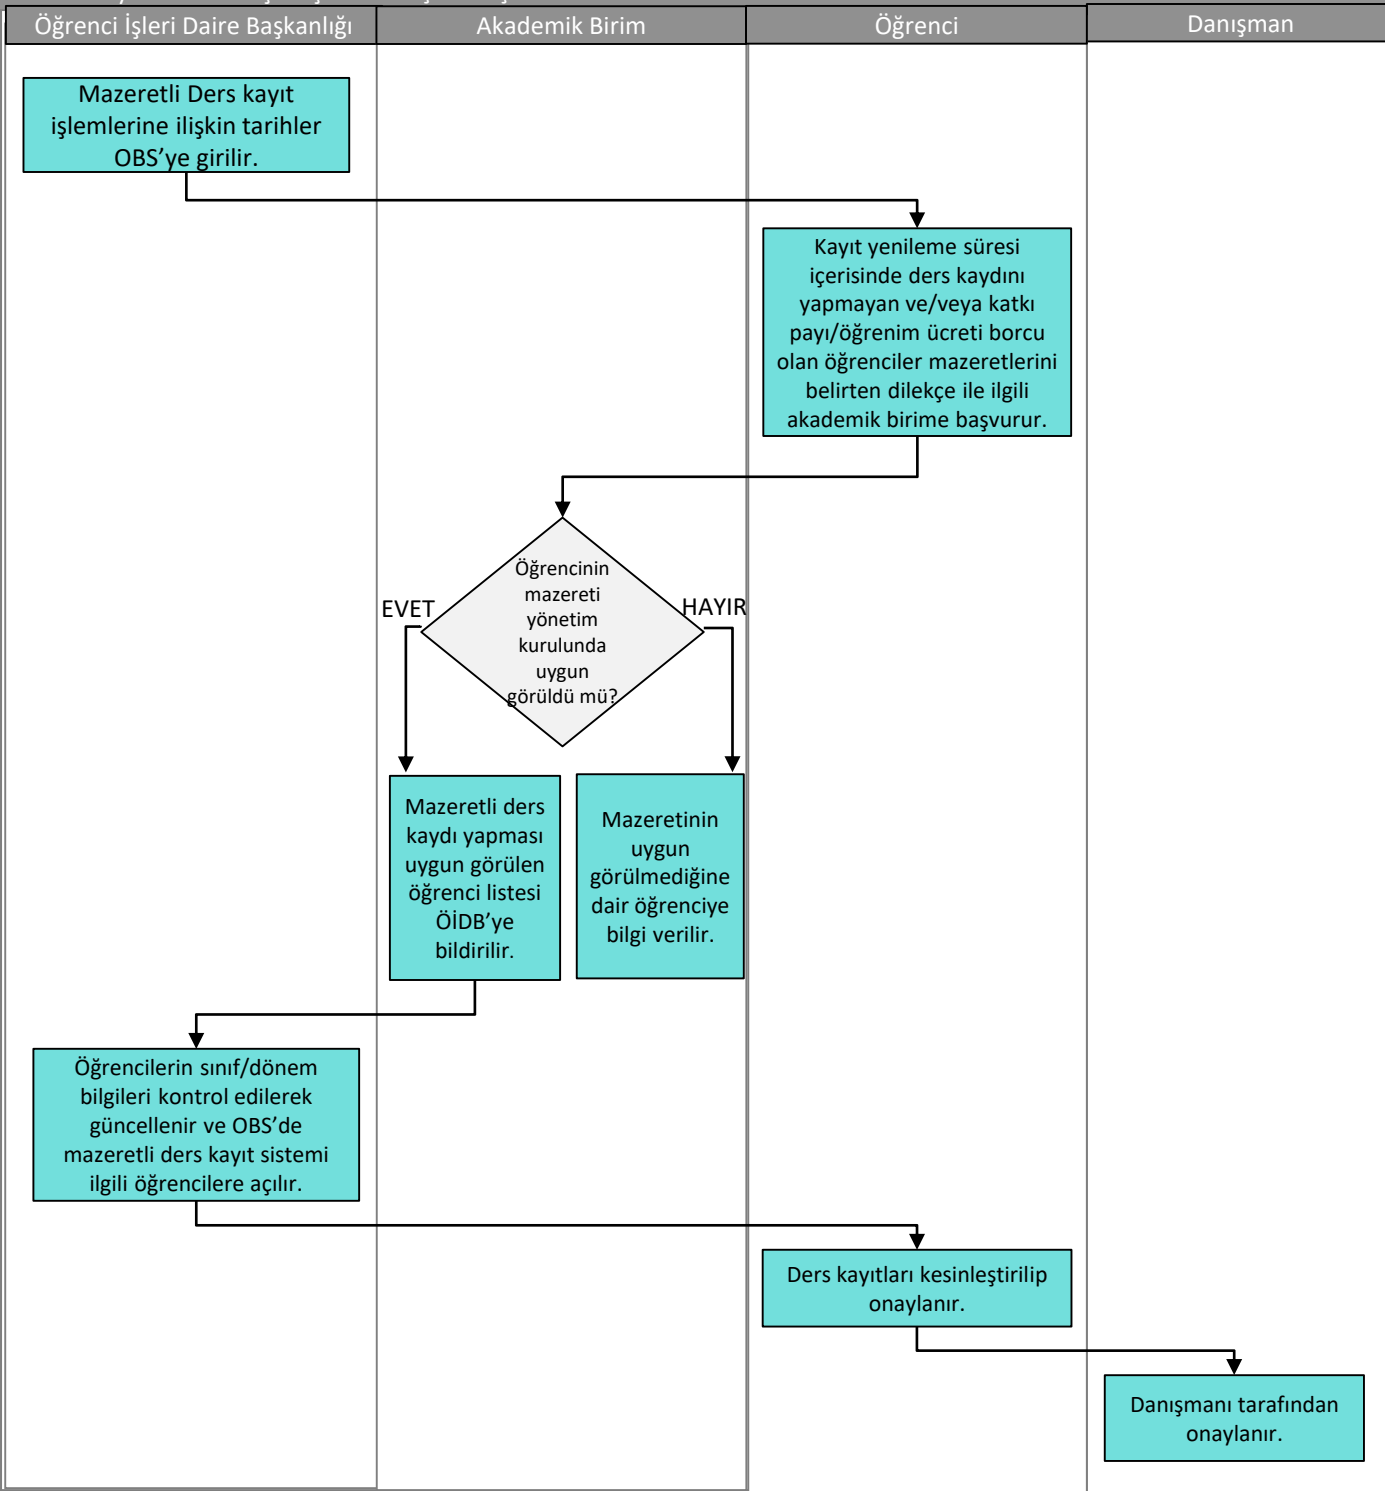 Öğrenci İşleri Daire Başkanlığı
Akademik Birim
Öğrenci
Danışman
Mazeretli Ders kayıt
işlemlerine ilişkin tarihler
OBS’ye girilir.
Kayıt yenileme süresi
içerisinde ders kaydını
yapmayan ve/veya katkı
payı/öğrenim ücreti borcu
olan öğrenciler mazeretlerini
belirten dilekçe ile ilgili
akademik birime başvurur.
Öğrencinin
mazereti
yönetim
kurulunda
uygun
görüldü mü?
EVET
HAYIR
Mazeretli ders
kaydı yapması
uygun görülen
öğrenci listesi
ÖİDB’ye
bildirilir.
Mazeretinin
uygun
görülmediğine
dair öğrenciye
bilgi verilir.
Öğrencilerin sınıf/dönem
bilgileri kontrol edilerek
güncellenir ve OBS’de
mazeretli ders kayıt sistemi
ilgili öğrencilere açılır.
Ders kayıtları kesinleştirilip
onaylanır.
Danışmanı tarafından
onaylanır.